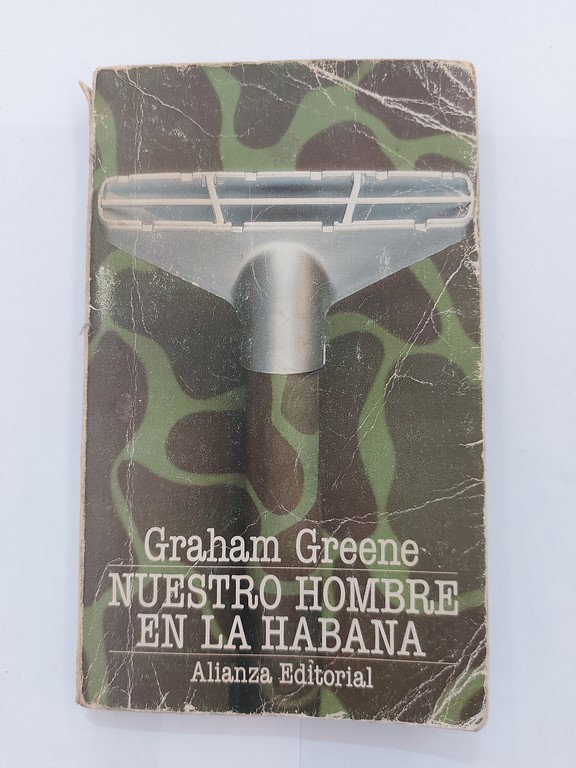 Graham Greene
NUESTRO HOMBRE
EN LA HABANA
Alianza Editorial